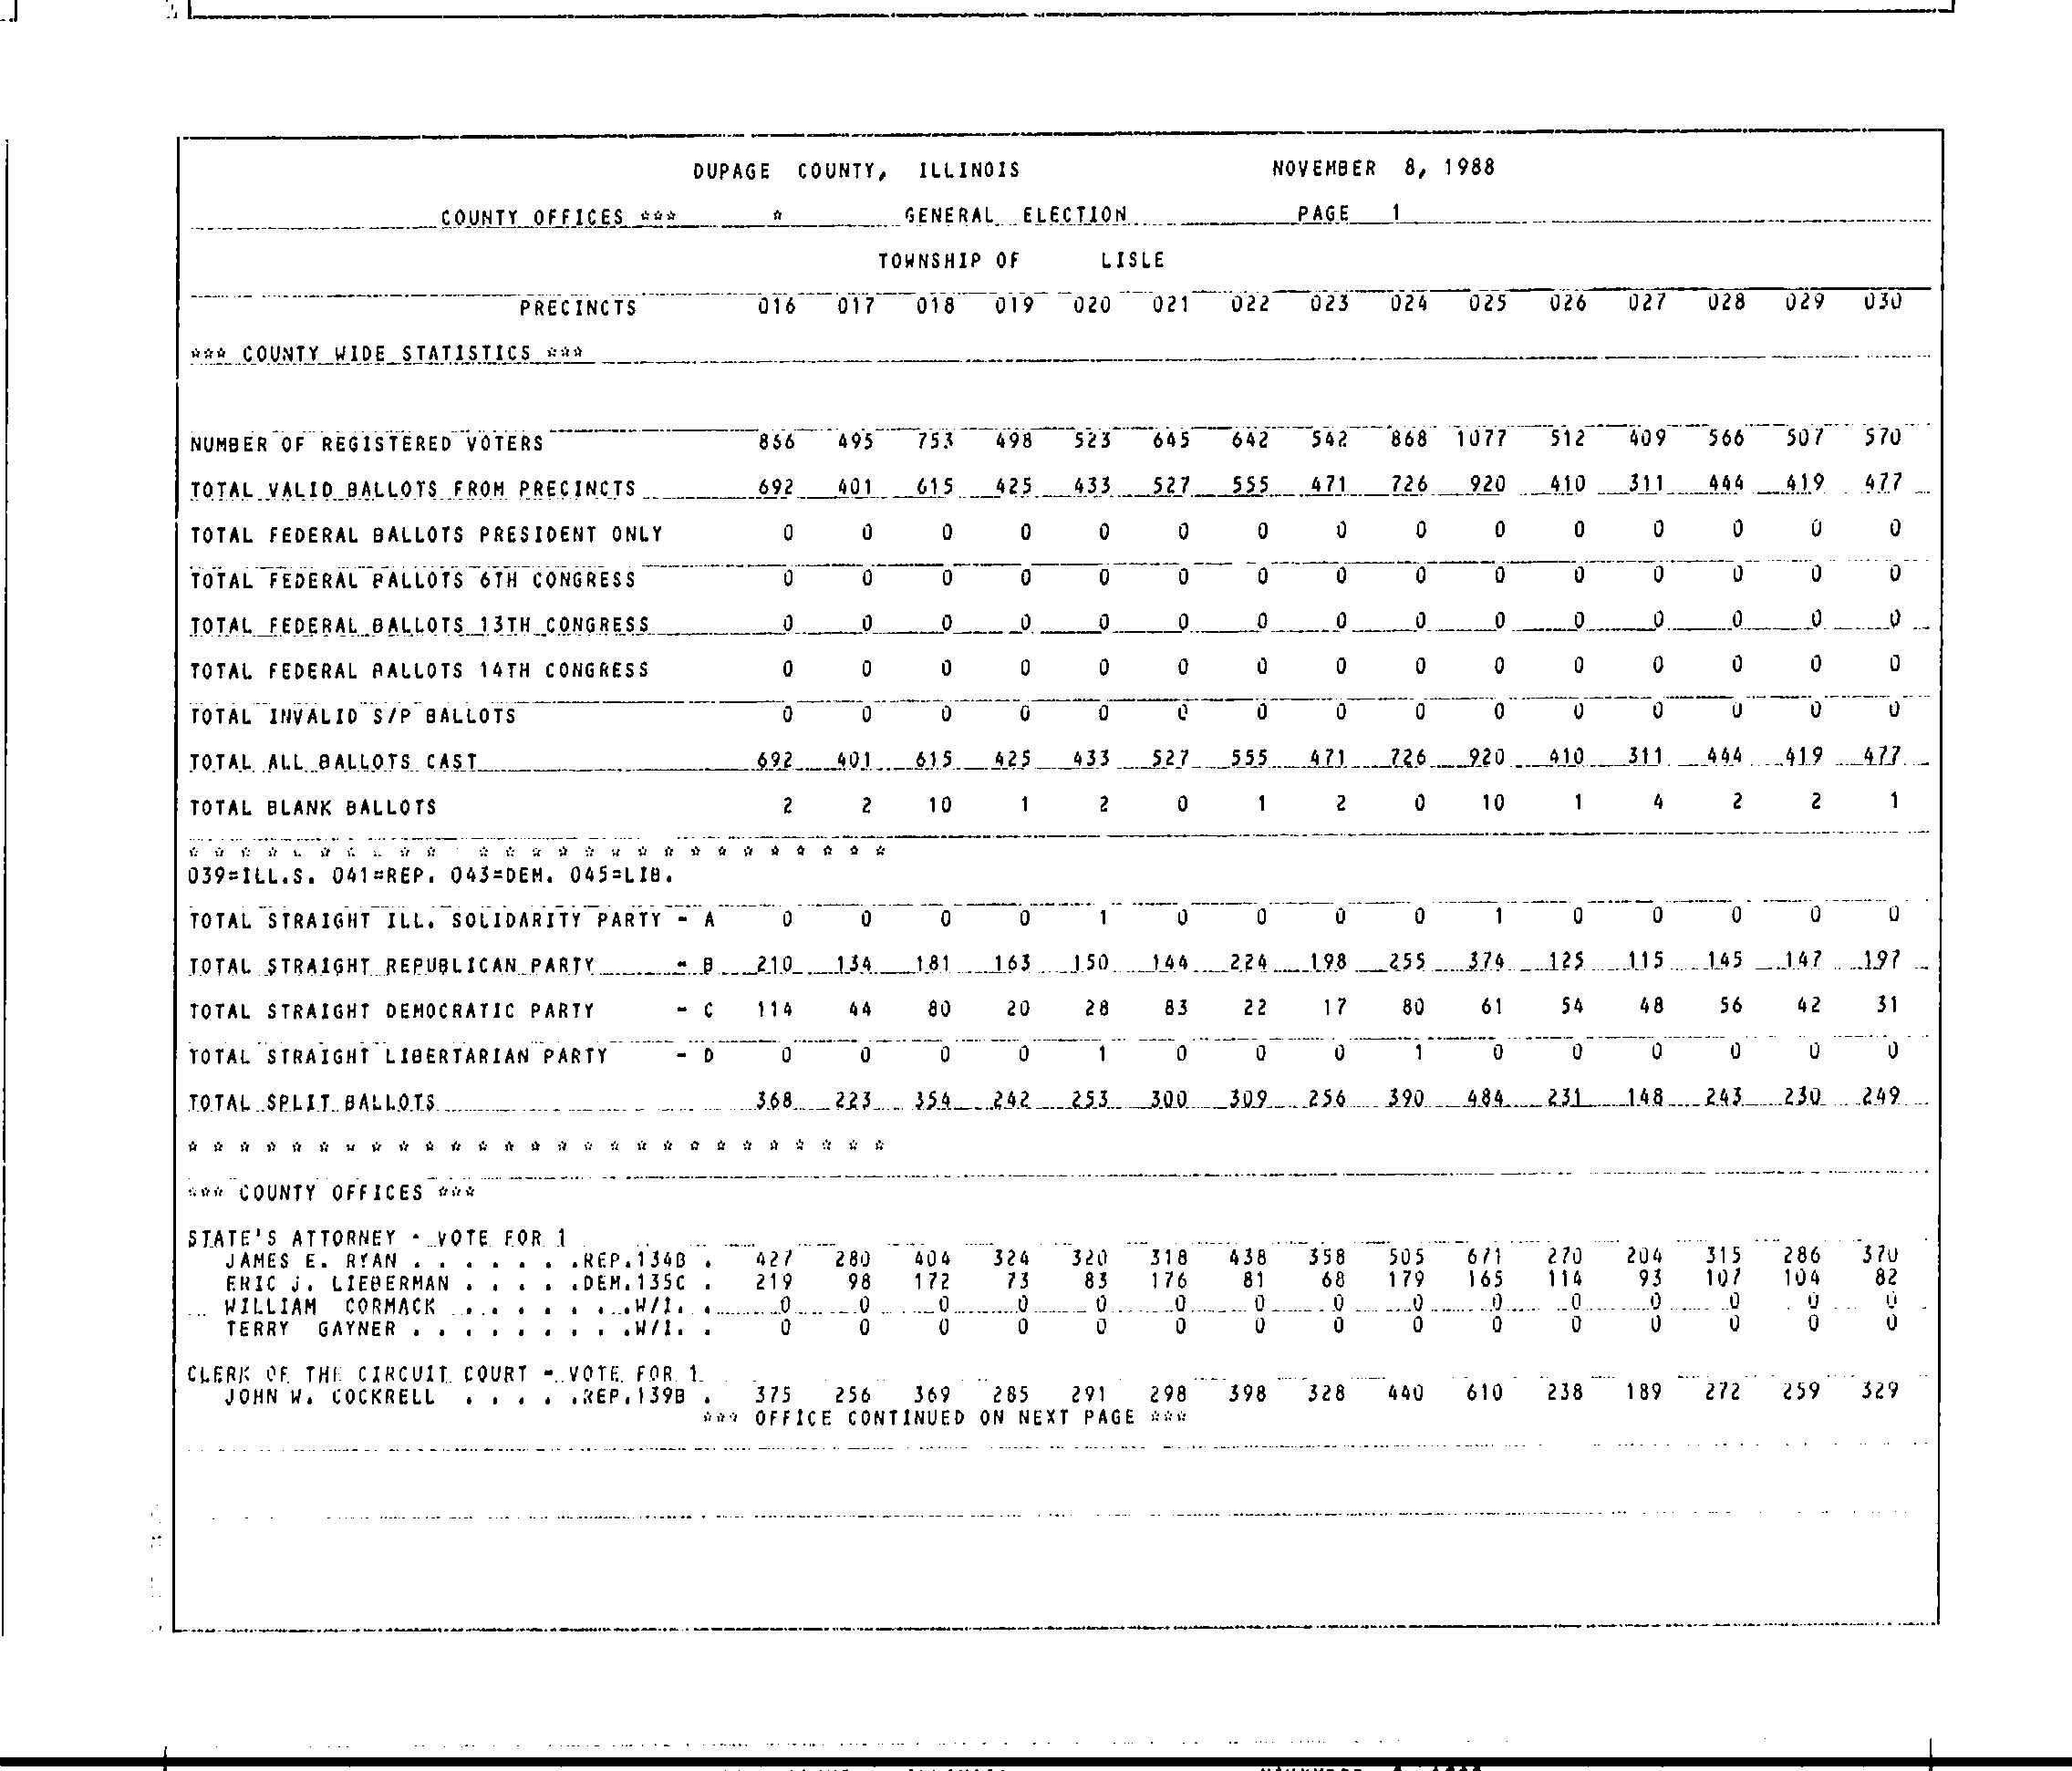 DUPAGE COUNTY, ILLINOIS NOVEMBER 8, 1988
COUNTY OFFICES *** * GENERAL ELECTION PAGE 1
TOWNSHIP OF LISLE
PRECINCTS 016 017 018 019 020 021 022 023 024 025 026 027 028 029 030
*** COUNTY WIDE STATISTICS ***
NUMBER OF REGISTERED VOTERS 866 495 753 498 523 645 642 542 868 1077 512 409 566 507 570
TOTAL VALID BALLOTS FROM PRECINCTS 692 401 615 425 433 527 555 471 726 920 410 311 444 419 477
TOTAL FEDERAL BALLOTS PRESIDENT ONLY 0 0 0 0 0 0 0 0 0 0 0 0 0 0 0
TOTAL FEDERAL BALLOTS 6TH CONGRESS 0 0 0 0 0 0 0 0 0 0 0 0 0 0 0
TOTAL FEDERAL BALLOTS 13TH CONGRESS 0 0 0 0 0 0 0 0 0 0 0 0 0 0 0
TOTAL FEDERAL BALLOTS 14TH CONGRESS 0 0 0 0 0 0 0 0 0 0 0 0 0 0 0
TOTAL INVALID S/P BALLOTS 0 0 0 0 0 0 0 0 0 0 0 0 0 0 0
TOTAL ALL BALLOTS CAST 692 401 615 425 433 527 555 471 726 920 410 311 444 419 477
TOTAL BLANK BALLOTS 2 2 10 1 2 0 1 2 0 10 1 4 2 2 1
* * * * * * * * * * * * * * * * * * * * * * * * * * *
039=ILL.S. 041=REP. 043=DEM. 045=LIB.
TOTAL STRAIGHT ILL. SOLIDARITY PARTY - A 0 0 0 0 1 0 0 0 0 1 0 0 0 0 0
TOTAL STRAIGHT REPUBLICAN PARTY - B 210 134 181 163 150 144 224 198 255 374 125 115 145 147 197
TOTAL STRAIGHT DEMOCRATIC PARTY - C 114 44 80 20 28 83 22 17 80 61 54 48 56 42 31
TOTAL STRAIGHT LIBERTARIAN PARTY - D 0 0 0 0 1 0 0 0 1 0 0 0 0 0 0
TOTAL SPLIT BALLOTS 368 223 354 242 253 300 309 256 390 484 231 148 243 230 249
* * * * * * * * * * * * * * * * * * * * * * * * * * *
*** COUNTY OFFICES ***
STATE'S ATTORNEY - VOTE FOR 1
JAMES E. RYAN . . . . . . .REP.134B . 427 280 404 324 320 318 438 358 505 671 270 204 315 286 370
ERIC J. LIEBERMAN . . . . .DEM.135C . 219 98 172 73 83 176 81 68 179 165 114 93 107 104 82
WILLIAM CORMACK . . . . . . .W/I. . 0 0 0 0 0 0 0 0 0 0 0 0 0 0 0
TERRY GAYNER . . . . . . . . .W/I. . 0 0 0 0 0 0 0 0 0 0 0 0 0 0 0
CLERK OF THE CIRCUIT COURT - VOTE FOR 1
JOHN W. COCKRELL . . . . .REP.139B . 375 256 369 285 291 298 398 328 440 610 238 189 272 259 329
*** OFFICE CONTINUED ON NEXT PAGE ***